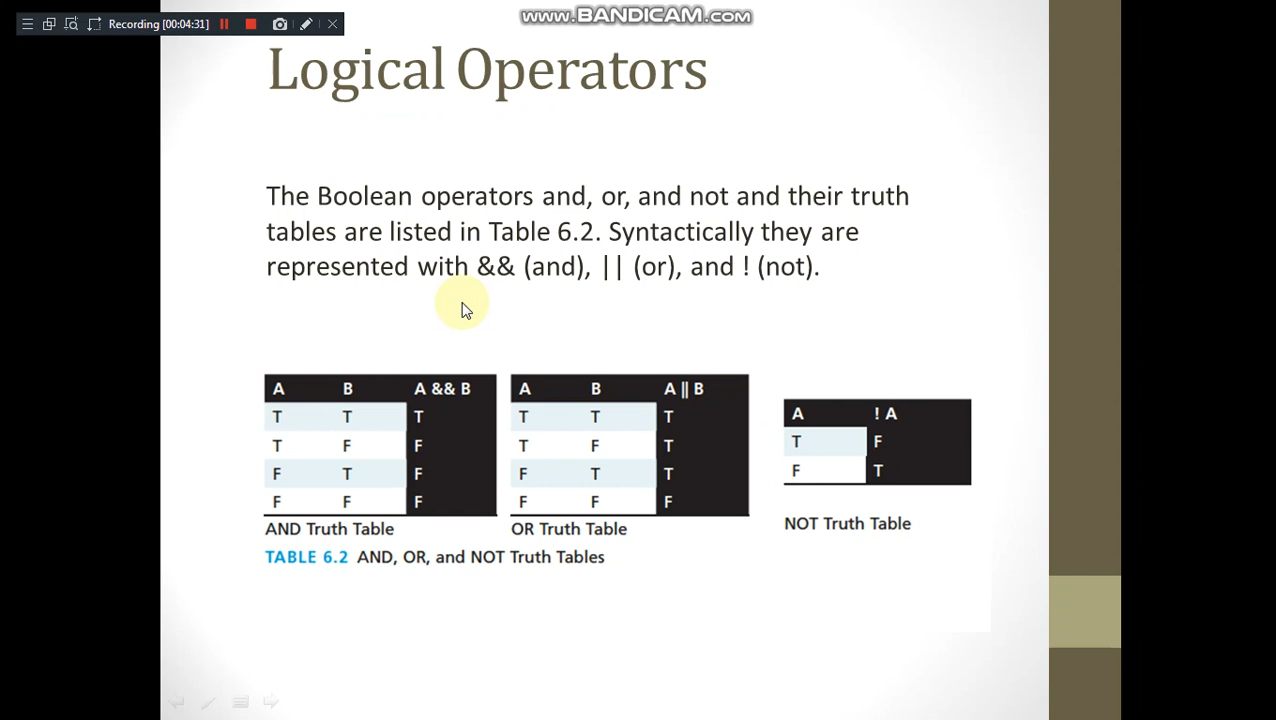 Recording [00:04:31]
www.BANDICAM.com
Logical Operators
The Boolean operators and, or, and not and their truth
tables are listed in Table 6.2. Syntactically they are
represented with && (and), || (or), and ! (not).
A B A && B
T T T
T F F
F T F
F F F
AND Truth Table
A B A || B
T T T
T F T
F T T
F F F
OR Truth Table
A ! A
T F
F T
NOT Truth Table
TABLE 6.2 AND, OR, and NOT Truth Tables